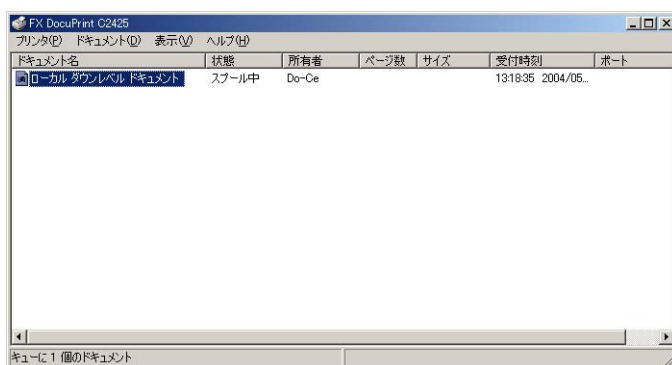 FX DocuPrint C2425
プリンタ(P) ドキュメント(D) 表示(V) ヘルプ(H)
ドキュメント名 状態 所有者 ページ数 サイズ 受付時刻 ポート
ローカル ダウンレベル ドキュメント スプール中 Do-Ce 13:18:35 2004/05...
キューに 1 個のドキュメント